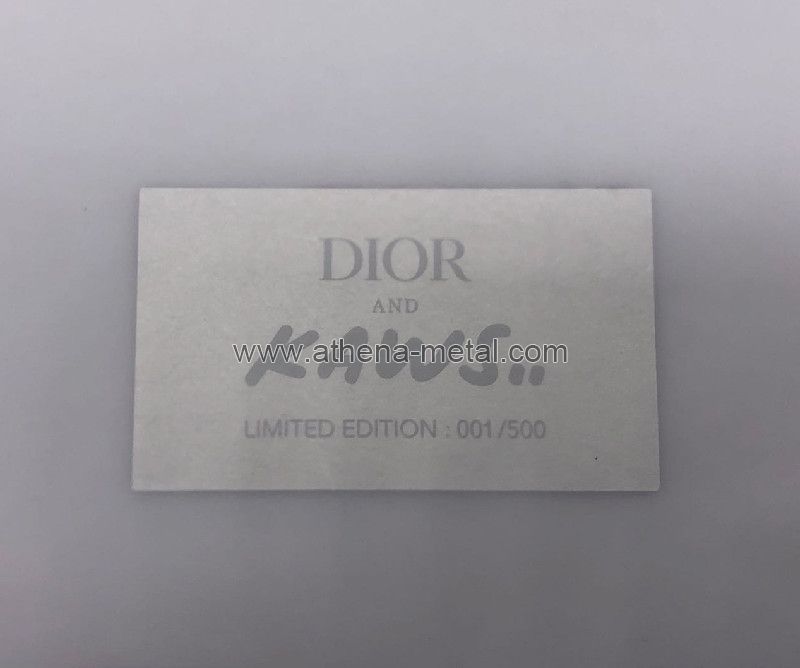 DIOR
AND
KAWS..
www.athena-metal.com
LIMITED EDITION : 001/500